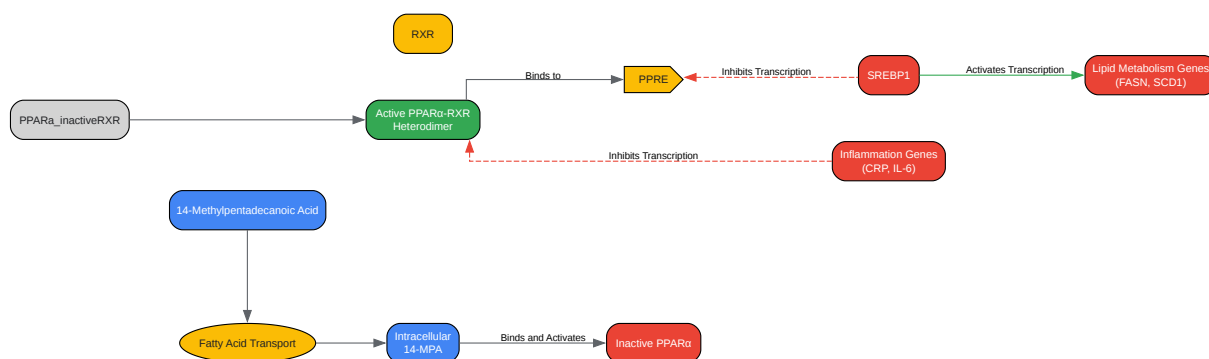 RXR
Binds to
PPRE
Inhibits Transcription
SREBP1
Activates Transcription
Lipid Metabolism Genes
(FASN, SCD1)
PPARa_inactiveRXR
Active PPARα-RXR
Heterodimer
Inhibits Transcription
Inflammation Genes
(CRP, IL-6)
14-Methylpentadecanoic Acid
Fatty Acid Transport
Intracellular
14-MPA
Binds and Activates
Inactive PPARα